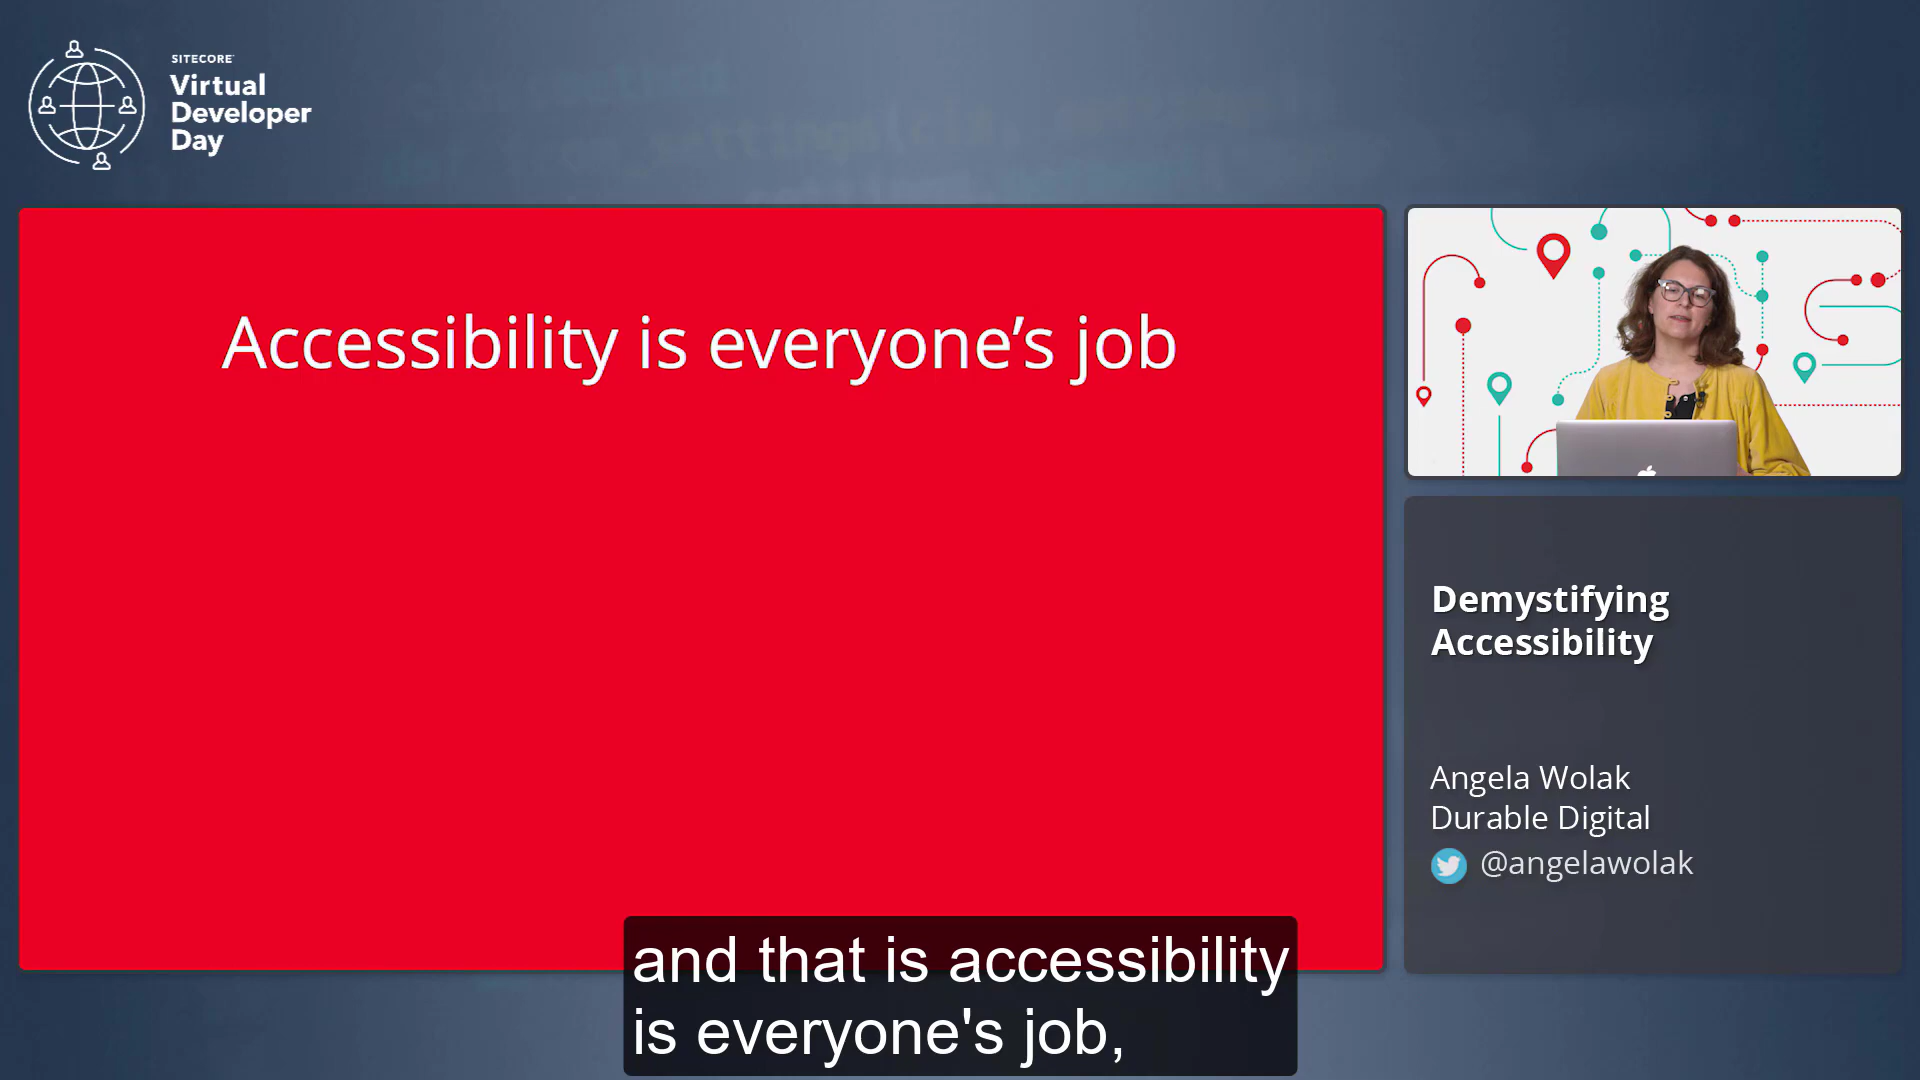 SITECORE
Virtual
Developer
Day
Accessibility is everyone’s job
Demystifying
Accessibility
Angela Wolak
Durable Digital
@angelawolak
and that is accessibility
is everyone's job,